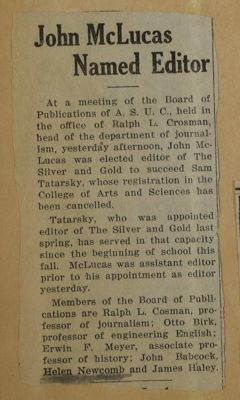 John McLucas
Named Editor
At a meeting of the Board of
Publications of A. S. U. C., held in
the office of Ralph L. Crosman,
head of the department of journal-
ism, yesterday afternoon, John Mc-
Lucas was elected editor of The
Silver and Gold to succeed Sam
Tatarsky, whose registration in the
College of Arts and Sciences has
been cancelled.
Tatarsky, who was appointed
editor of The Silver and Gold last
spring, has served in that capacity
since the beginning of school this
fall. McLucas was assistant editor
prior to his appointment as editor
yesterday.
Members of the Board of Publi-
cations are Ralph L. Cosman, pro-
fessor of journalism; Otto Birk,
professor of engineering English;
Erwin F. Meyer, associate pro-
fessor of history; John Babcock,
Helen Newcomb and James Haley.